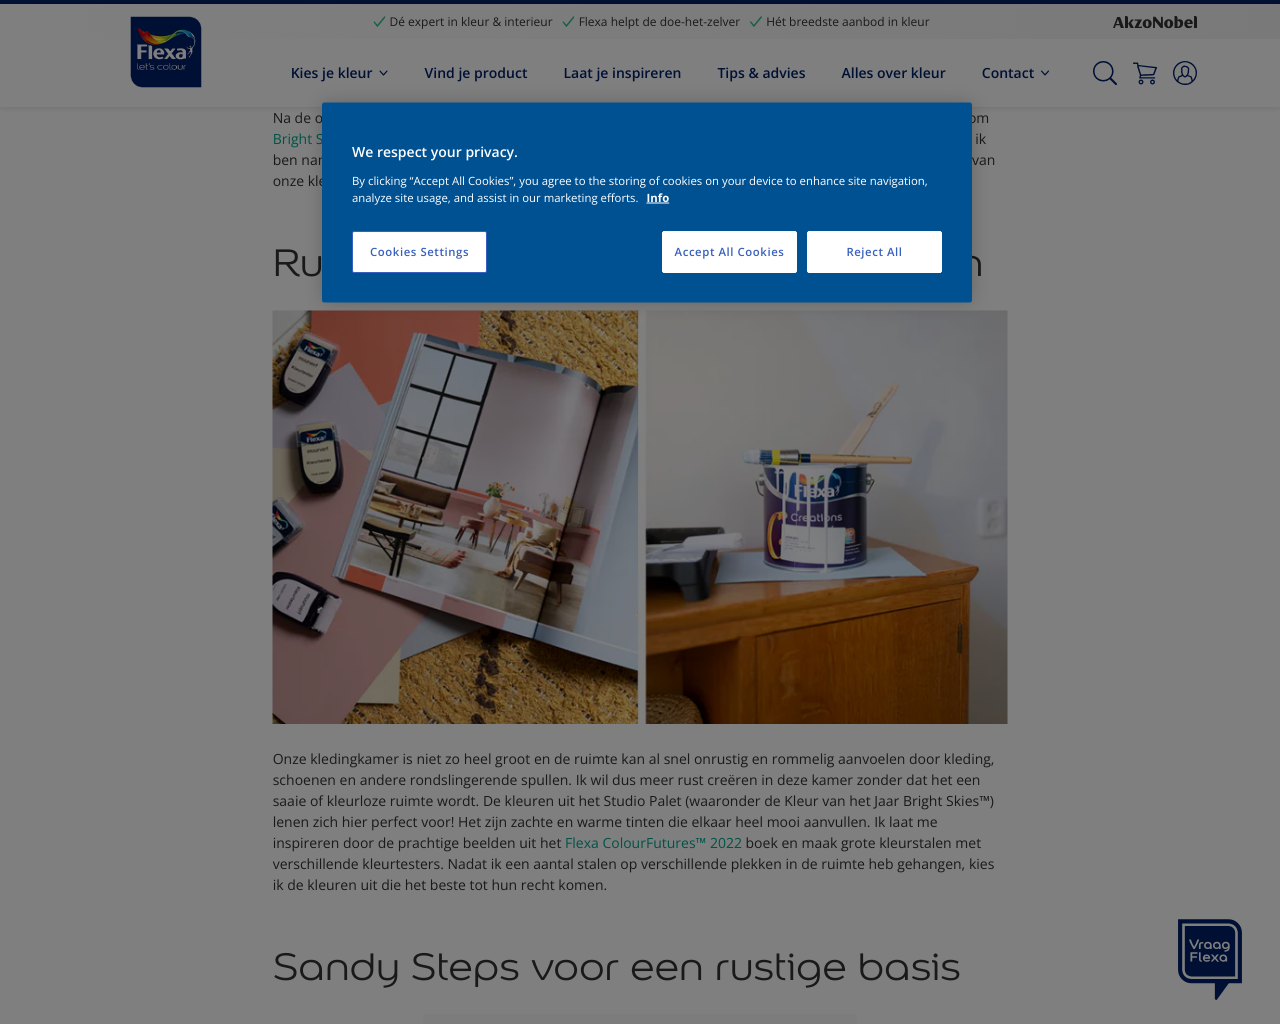 Dé expert in kleur & interieur Flexa helpt de doe-het-zelver Hét breedste aanbod in kleur
AkzoNobel
Flexa
let's colour
Kies je kleur Vind je product Laat je inspireren Tips & advies Alles over kleur Contact
Na de o
om
Bright S
ik
ben nar
van
onze kle
We respect your privacy.
By clicking “Accept All Cookies”, you agree to the storing of cookies on your device to enhance site navigation,
analyze site usage, and assist in our marketing efforts. Info
Cookies Settings Accept All Cookies Reject All
Ru
n
Flexa
Flexa
Flexa
Creations
Onze kledingkamer is niet zo heel groot en de ruimte kan al snel onrustig en rommelig aanvoelen door kleding,
schoenen en andere rondslingerende spullen. Ik wil dus meer rust creëren in deze kamer zonder dat het een
saaie of kleurloze ruimte wordt. De kleuren uit het Studio Palet (waaronder de Kleur van het Jaar Bright Skies™)
lenen zich hier perfect voor! Het zijn zachte en warme tinten die elkaar heel mooi aanvullen. Ik laat me
inspireren door de prachtige beelden uit het Flexa ColourFutures™ 2022 boek en maak grote kleurstalen met
verschillende kleurtesters. Nadat ik een aantal stalen op verschillende plekken in de ruimte heb gehangen, kies
ik de kleuren uit die het beste tot hun recht komen.
Sandy Steps voor een rustige basis
Vraag
Flexa